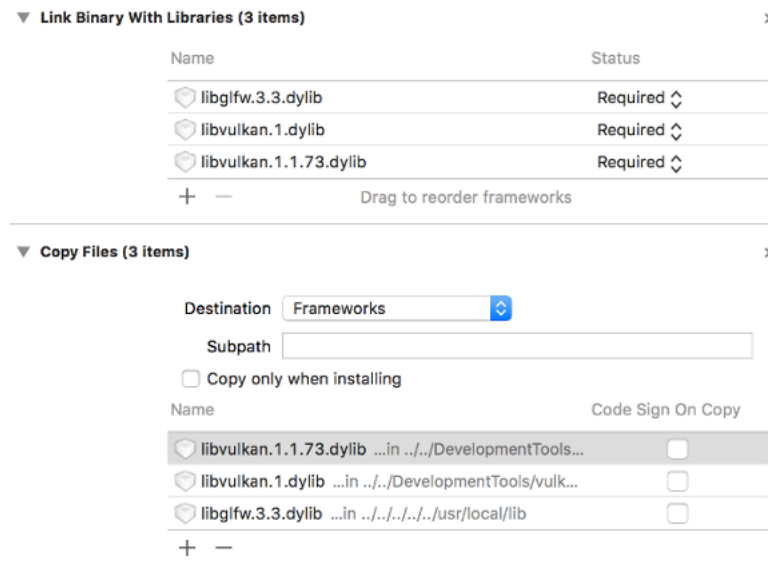 Link Binary With Libraries (3 items)
Name Status
libglfw.3.3.dylib Required
libvulkan.1.dylib Required
libvulkan.1.1.73.dylib Required
Drag to reorder frameworks
Copy Files (3 items)
Destination Frameworks
Subpath
Copy only when installing
Name Code Sign On Copy
libvulkan.1.1.73.dylib ...in ../../DevelopmentTools...
libvulkan.1.dylib ...in ../../DevelopmentTools/vulk...
libglfw.3.3.dylib ...in ../../../../../usr/local/lib